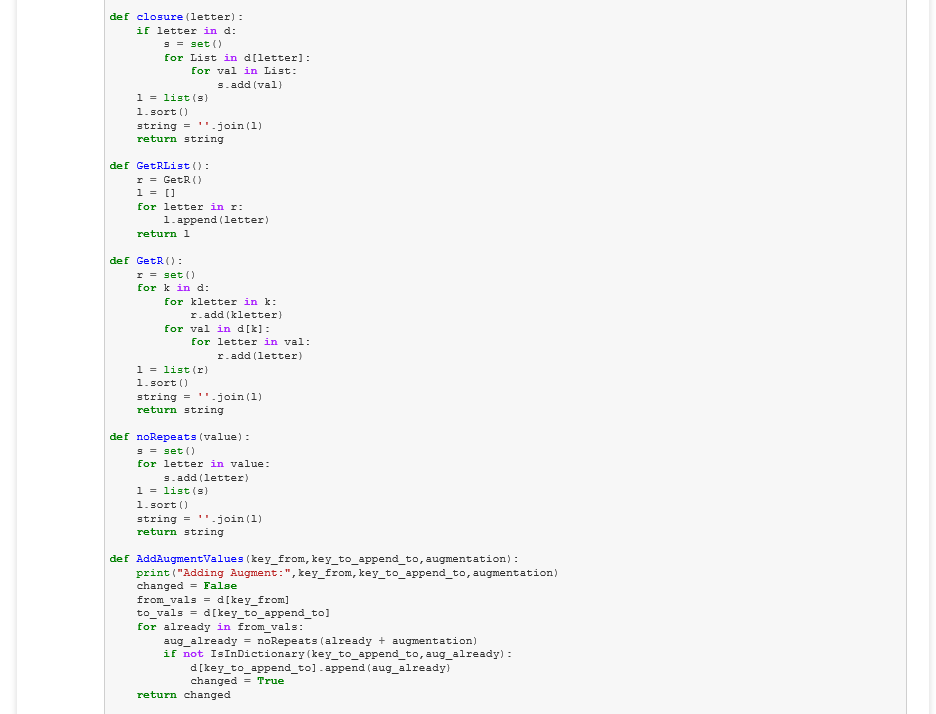 def closure(letter):
    if letter in d:
        s = set()
        for List in d[letter]:
            for val in List:
                s.add(val)
    l = list(s)
    l.sort()
    string = ''.join(l)
    return string

def GetRList():
    r = GetR()
    l = []
    for letter in r:
        l.append(letter)
    return l

def GetR():
    r = set()
    for k in d:
        for kletter in k:
            r.add(kletter)
        for val in d[k]:
            for letter in val:
                r.add(letter)
    l = list(r)
    l.sort()
    string = ''.join(l)
    return string

def noRepeats(value):
    s = set()
    for letter in value:
        s.add(letter)
    l = list(s)
    l.sort()
    string = ''.join(l)
    return string

def AddAugmentValues(key_from,key_to_append_to,augmentation):
    print("Adding Augment:",key_from,key_to_append_to,augmentation)
    changed = False
    from_vals = d[key_from]
    to_vals = d[key_to_append_to]
    for already in from_vals:
        aug_already = noRepeats(already + augmentation)
        if not IsInDictionary(key_to_append_to,aug_already):
            d[key_to_append_to].append(aug_already)
            changed = True
    return changed